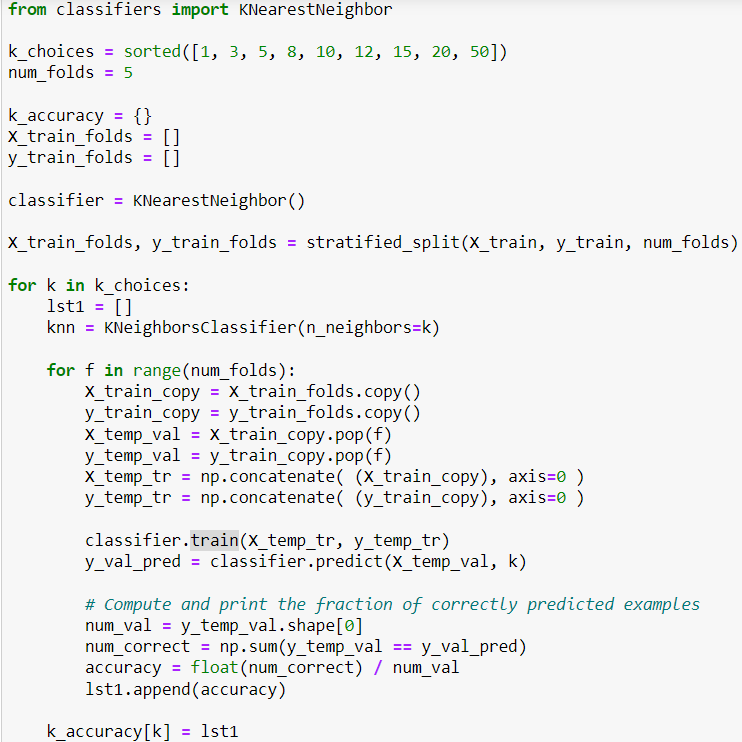 from classifiers import KNearestNeighbor
k_choices = sorted([1, 3, 5, 8, 10, 12, 15, 20, 50])
num_folds = 5
k_accuracy = {}
X_train_folds = []
y_train_folds = []
classifier = KNearestNeighbor()
X_train_folds, y_train_folds = stratified_split(X_train, y_train, num_folds)
for k in k_choices:
    lst1 = []
    knn = KNeighborsClassifier(n_neighbors=k)
    for f in range(num_folds):
        X_train_copy = X_train_folds.copy()
        y_train_copy = y_train_folds.copy()
        X_temp_val = X_train_copy.pop(f)
        y_temp_val = y_train_copy.pop(f)
        X_temp_tr = np.concatenate( (X_train_copy), axis=0 )
        y_temp_tr = np.concatenate( (y_train_copy), axis=0 )
        classifier.train(X_temp_tr, y_temp_tr)
        y_val_pred = classifier.predict(X_temp_val, k)
        # Compute and print the fraction of correctly predicted examples
        num_val = y_temp_val.shape[0]
        num_correct = np.sum(y_temp_val == y_val_pred)
        accuracy = float(num_correct) / num_val
        lst1.append(accuracy)
    k_accuracy[k] = lst1